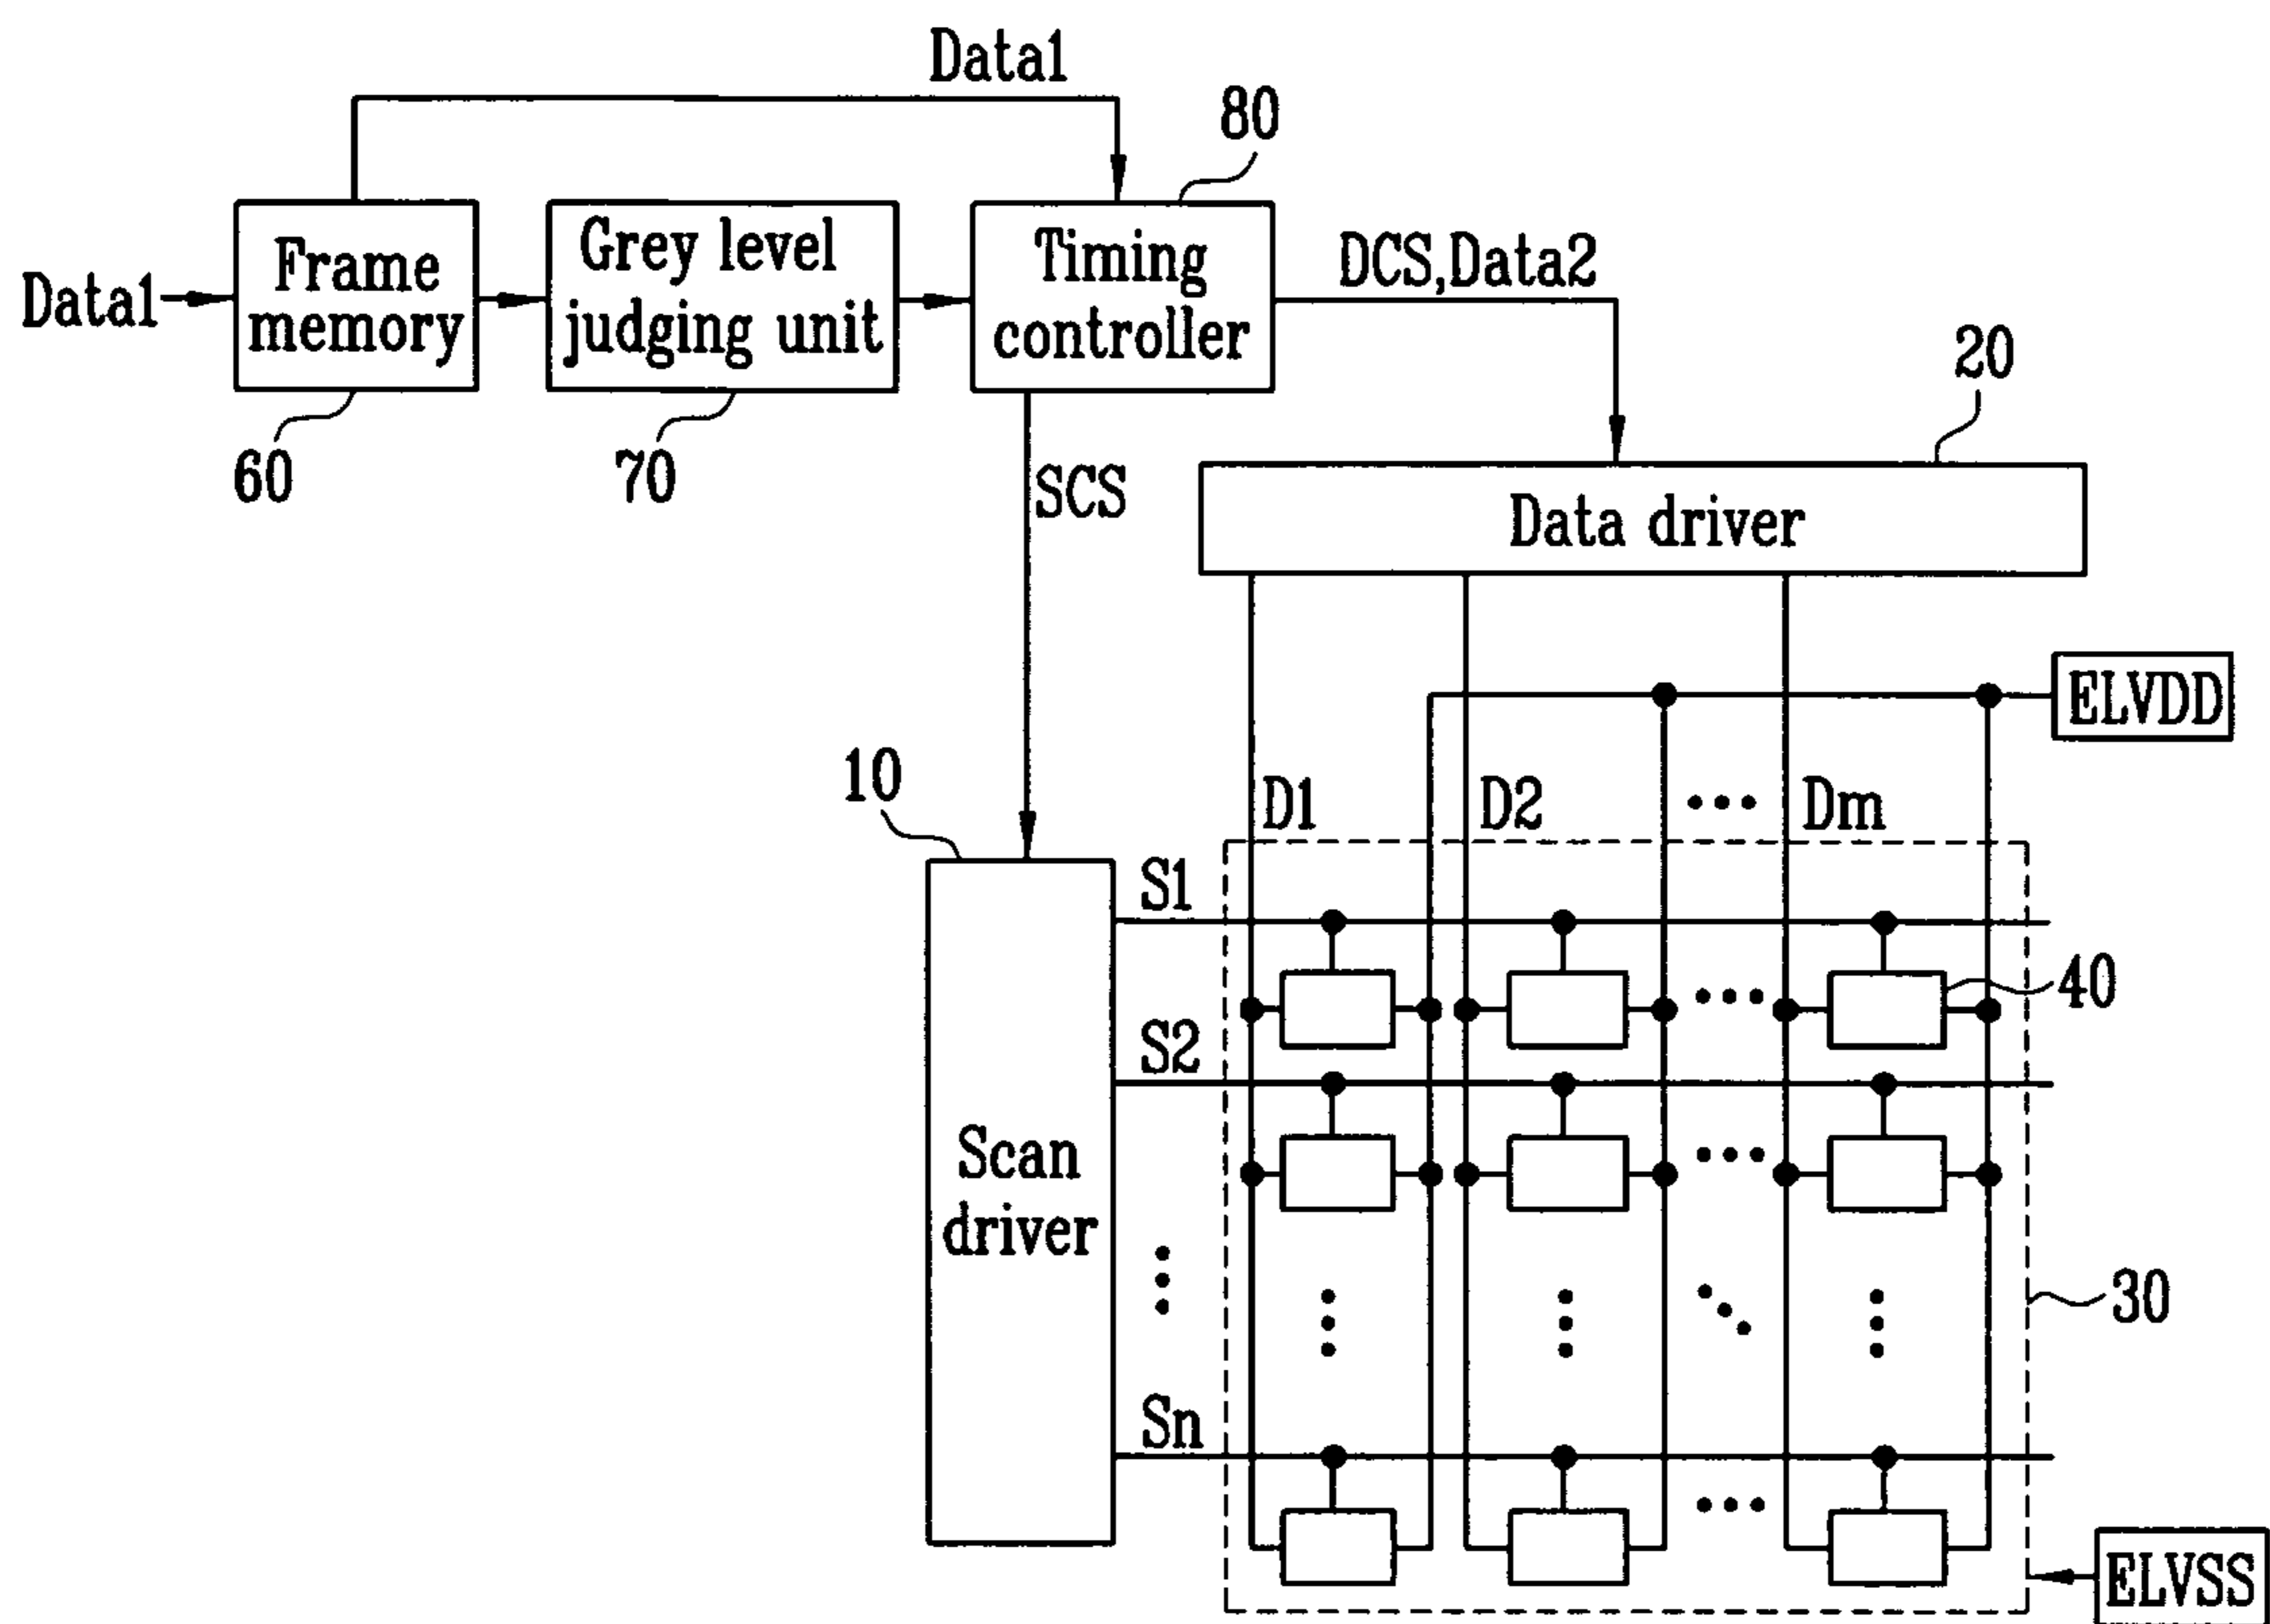 Data1
80
Data1
Frame
memory
Grey level
judging unit
Timing
controller
DCS,Data2
60
70
SCS
20
Data driver
ELVDD
10
D1
D2
Dm
S1
40
S2
Scan
driver
30
Sn
ELVSS